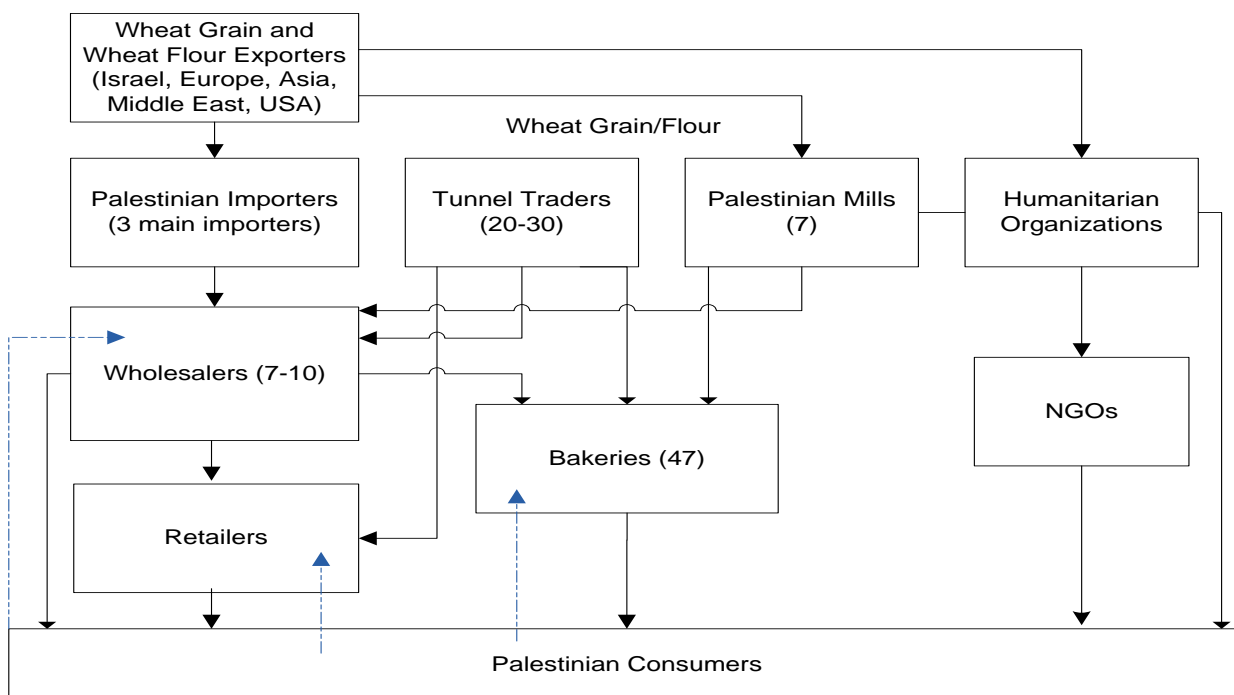 Wheat Grain and
Wheat Flour Exporters
(Israel, Europe, Asia,
Middle East, USA)
Wheat Grain/Flour
Palestinian Importers
(3 main importers)
Tunnel Traders
(20-30)
Palestinian Mills
(7)
Humanitarian
Organizations
Wholesalers (7-10)
NGOs
Bakeries (47)
Retailers
Palestinian Consumers